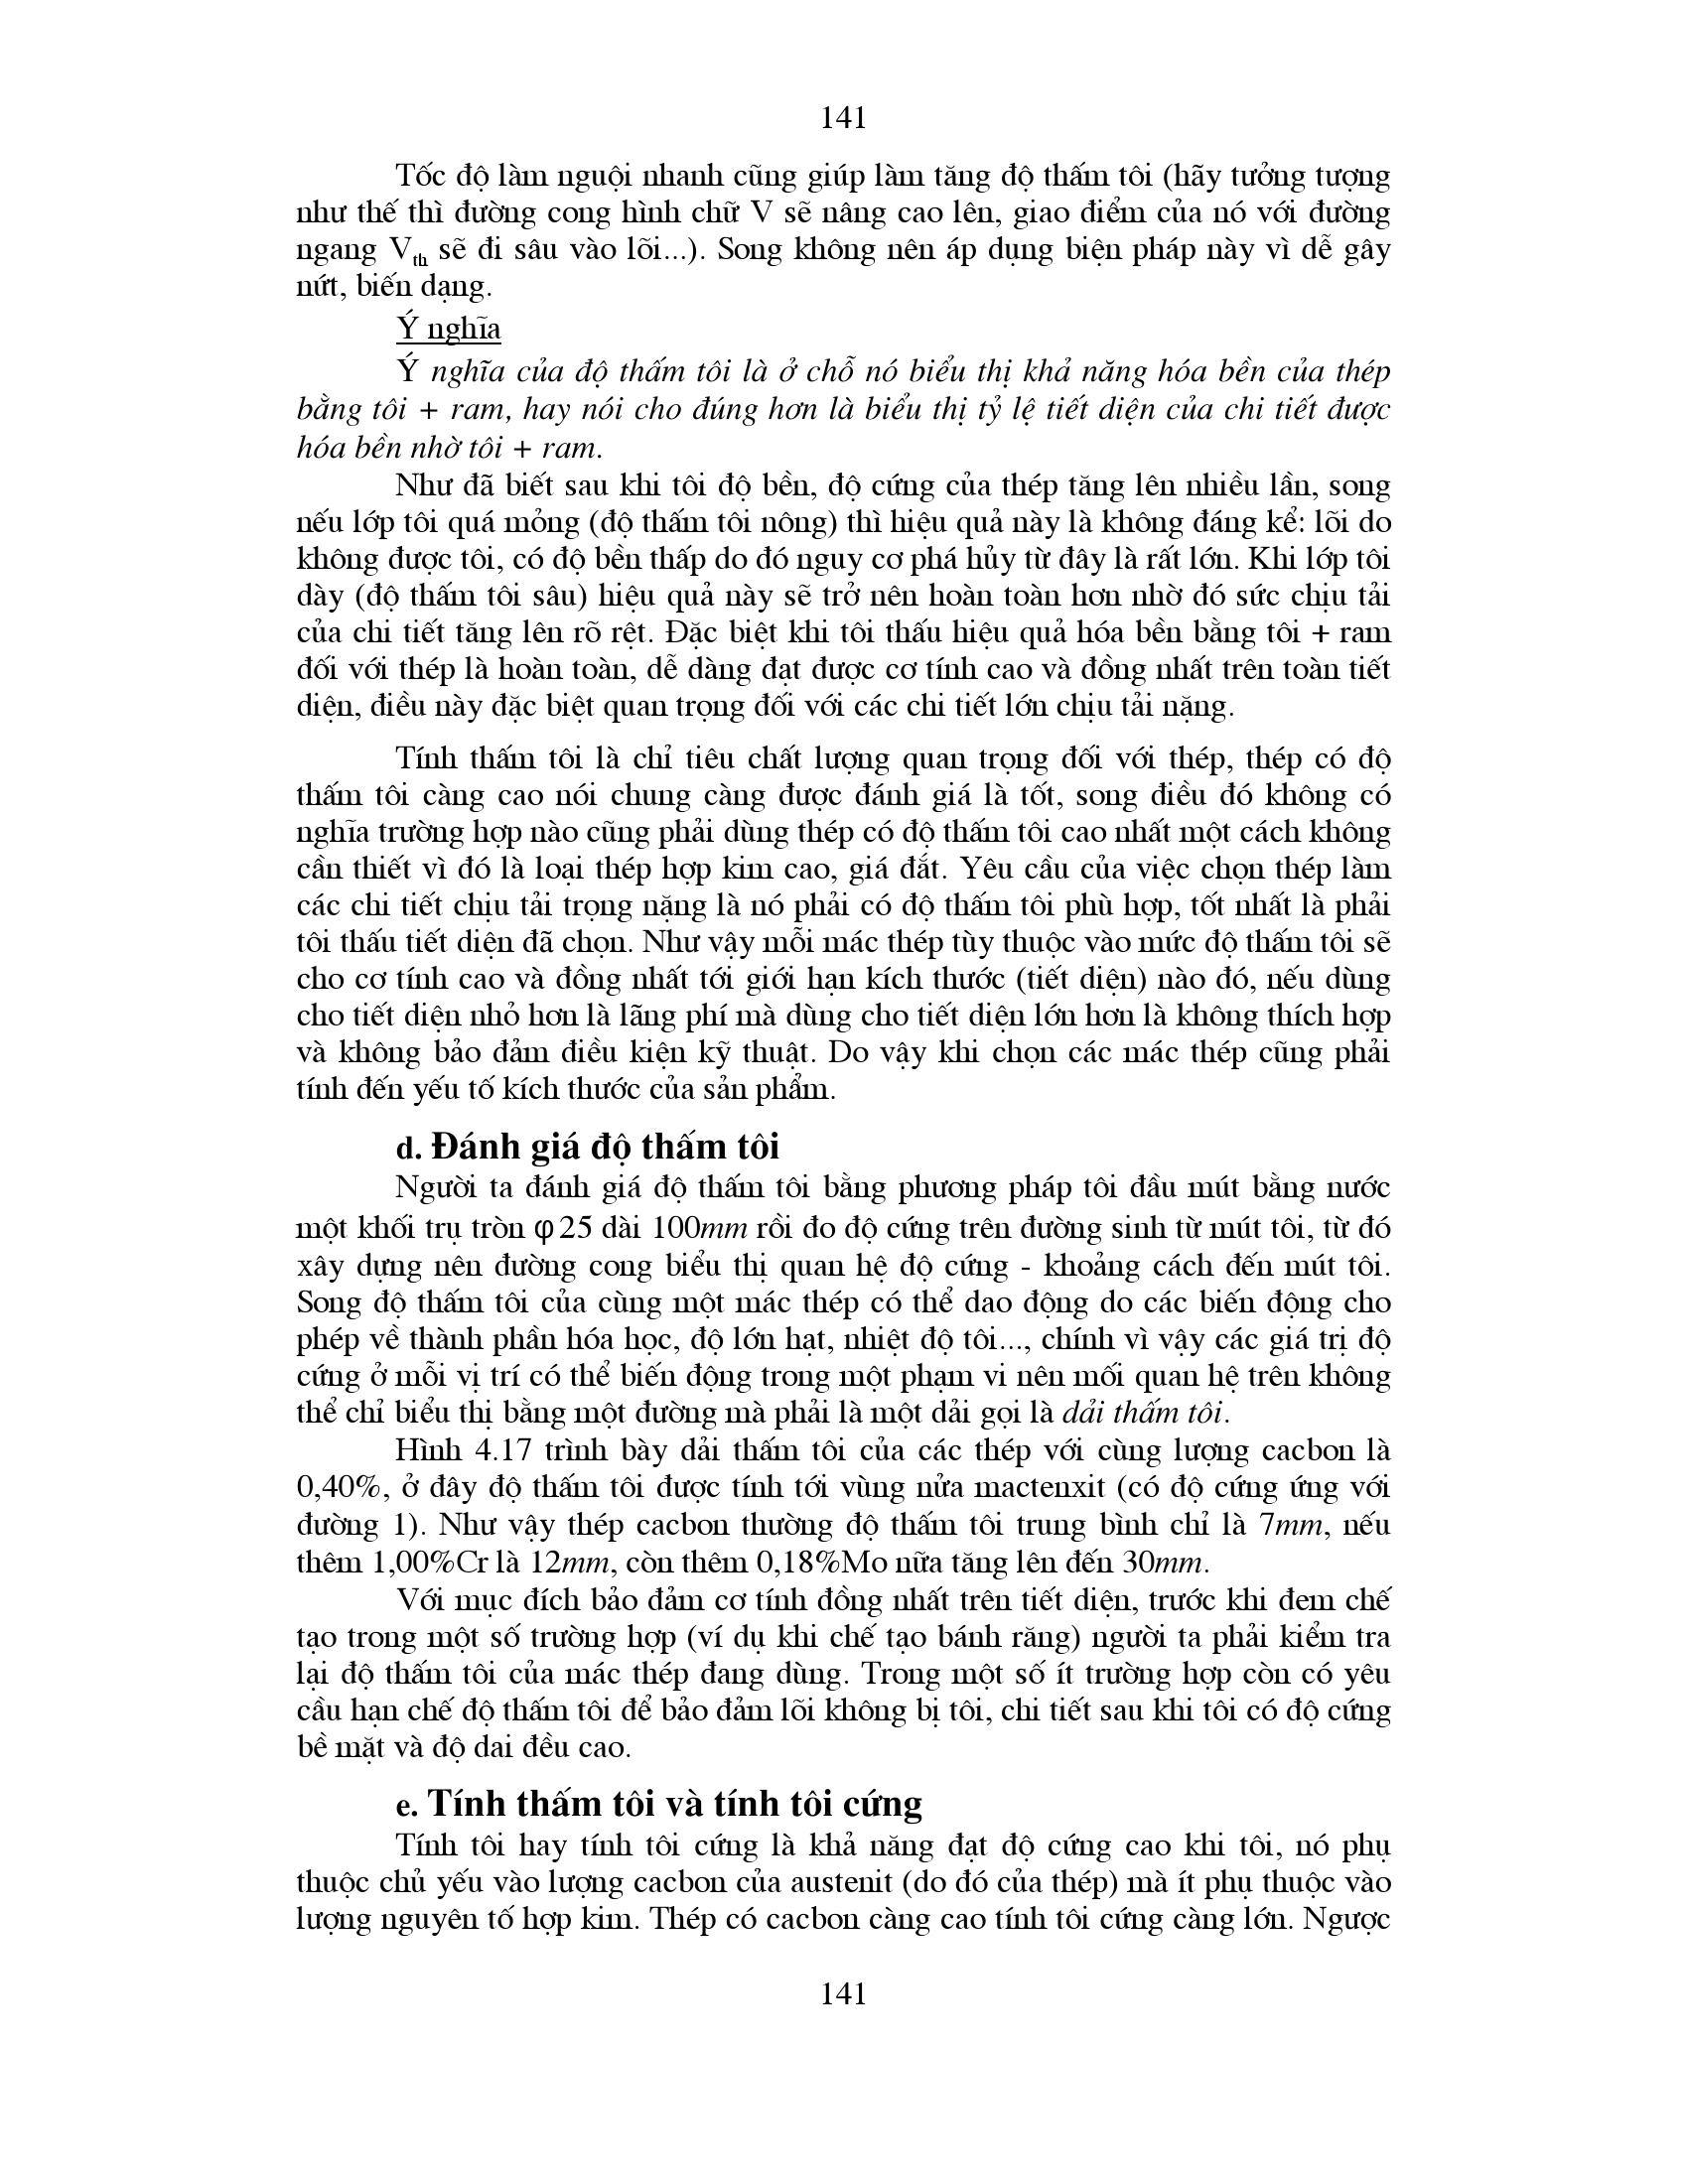 141
Tốc độ làm nguội nhanh cũng giúp làm tăng độ thấm tôi (hãy tưởng tượng
như thế thì đường cong hình chữ V sẽ nâng cao lên, giao điểm của nó với đường
ngang Vth sẽ đi sâu vào lõi...). Song không nên áp dụng biện pháp này vì dễ gây
nứt, biến dạng.
Ý nghĩa
Ý nghĩa của độ thấm tôi là ở chỗ nó biểu thị khả năng hóa bền của thép
bằng tôi + ram, hay nói cho đúng hơn là biểu thị tỷ lệ tiết diện của chi tiết được
hóa bền nhờ tôi + ram.
Như đã biết sau khi tôi độ bền, độ cứng của thép tăng lên nhiều lần, song
nếu lớp tôi quá mỏng (độ thấm tôi nông) thì hiệu quả này là không đáng kể: lõi do
không được tôi, có độ bền thấp do đó nguy cơ phá hủy từ đây là rất lớn. Khi lớp tôi
dày (độ thấm tôi sâu) hiệu quả này sẽ trở nên hoàn toàn hơn nhờ đó sức chịu tải
của chi tiết tăng lên rõ rệt. Đặc biệt khi tôi thấu hiệu quả hóa bền bằng tôi + ram
đối với thép là hoàn toàn, dễ dàng đạt được cơ tính cao và đồng nhất trên toàn tiết
diện, điều này đặc biệt quan trọng đối với các chi tiết lớn chịu tải nặng.
Tính thấm tôi là chỉ tiêu chất lượng quan trọng đối với thép, thép có độ
thấm tôi càng cao nói chung càng được đánh giá là tốt, song điều đó không có
nghĩa trường hợp nào cũng phải dùng thép có độ thấm tôi cao nhất một cách không
cần thiết vì đó là loại thép hợp kim cao, giá đắt. Yêu cầu của việc chọn thép làm
các chi tiết chịu tải trọng nặng là nó phải có độ thấm tôi phù hợp, tốt nhất là phải
tôi thấu tiết diện đã chọn. Như vậy mỗi mác thép tùy thuộc vào mức độ thấm tôi sẽ
cho cơ tính cao và đồng nhất tới giới hạn kích thước (tiết diện) nào đó, nếu dùng
cho tiết diện nhỏ hơn là lãng phí mà dùng cho tiết diện lớn hơn là không thích hợp
và không bảo đảm điều kiện kỹ thuật. Do vậy khi chọn các mác thép cũng phải
tính đến yếu tố kích thước của sản phẩm.
d. Đánh giá độ thấm tôi
Người ta đánh giá độ thấm tôi bằng phương pháp tôi đầu mút bằng nước
một khối trụ tròn φ 25 dài 100mm rồi đo độ cứng trên đường sinh từ mút tôi, từ đó
xây dựng nên đường cong biểu thị quan hệ độ cứng - khoảng cách đến mút tôi.
Song độ thấm tôi của cùng một mác thép có thể dao động do các biến động cho
phép về thành phần hóa học, độ lớn hạt, nhiệt độ tôi..., chính vì vậy các giá trị độ
cứng ở mỗi vị trí có thể biến động trong một phạm vi nên mối quan hệ trên không
thể chỉ biểu thị bằng một đường mà phải là một dải gọi là dải thấm tôi.
Hình 4.17 trình bày dải thấm tôi của các thép với cùng lượng cacbon là
0,40%, ở đây độ thấm tôi được tính tới vùng nửa mactenxit (có độ cứng ứng với
đường 1). Như vậy thép cacbon thường độ thấm tôi trung bình chỉ là 7mm, nếu
thêm 1,00%Cr là 12mm, còn thêm 0,18%Mo nữa tăng lên đến 30mm.
Với mục đích bảo đảm cơ tính đồng nhất trên tiết diện, trước khi đem chế
tạo trong một số trường hợp (ví dụ khi chế tạo bánh răng) người ta phải kiểm tra
lại độ thấm tôi của mác thép đang dùng. Trong một số ít trường hợp còn có yêu
cầu hạn chế độ thấm tôi để bảo đảm lõi không bị tôi, chi tiết sau khi tôi có độ cứng
bề mặt và độ dai đều cao.
e. Tính thấm tôi và tính tôi cứng
Tính tôi hay tính tôi cứng là khả năng đạt độ cứng cao khi tôi, nó phụ
thuộc chủ yếu vào lượng cacbon của austenit (do đó của thép) mà ít phụ thuộc vào
lượng nguyên tố hợp kim. Thép có cacbon càng cao tính tôi cứng càng lớn. Ngược
141